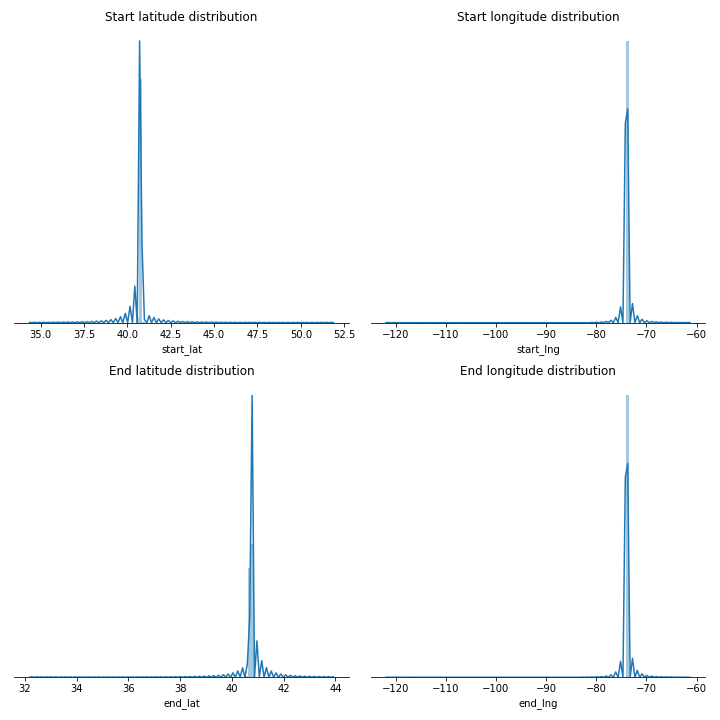 Start latitude distribution
Start longitude distribution
35.0 37.5 40.0 42.5 45.0 47.5 50.0 52.5
start_lat
−120 −110 −100 −90 −80 −70 −60
start_lng
End latitude distribution
End longitude distribution
32 34 36 38 40 42 44
end_lat
−120 −110 −100 −90 −80 −70 −60
end_lng